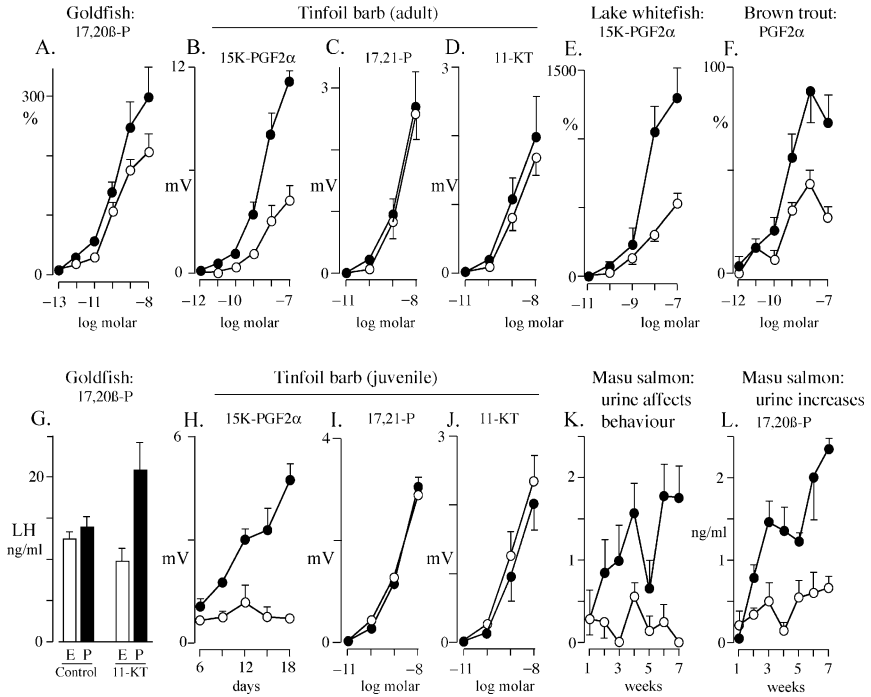 Goldfish:
17,20ß-P
Tinfoil barb (adult)
Lake whitefish:
15K-PGF2α
Brown trout:
PGF2α
A.
B.
C.
D.
E.
F.
15K-PGF2α
17,21-P
11-KT
300
%
0
12
mV
0
3
mV
0
3
mV
0
1500
%
0
100
%
0
−13 −11 −8
−12 −10 −7
−11 −8
−11 −8
−11 −9 −7
−12 −10 −7
log molar
log molar
log molar
log molar
log molar
log molar
Goldfish:
17,20ß-P
Tinfoil barb (juvenile)
Masu salmon:
urine affects
behaviour
Masu salmon:
urine increases
17,20ß-P
G.
H.
I.
J.
K.
L.
15K-PGF2α
17,21-P
11-KT
20
LH
ng/ml
0
6
mV
0
4
mV
0
3
mV
0
2
1
0
2
ng/ml
1
0
E P E P
Control 11-KT
6 12 18
days
−11 −8
log molar
−11 −8
log molar
1 3 5 7
weeks
1 3 5 7
weeks